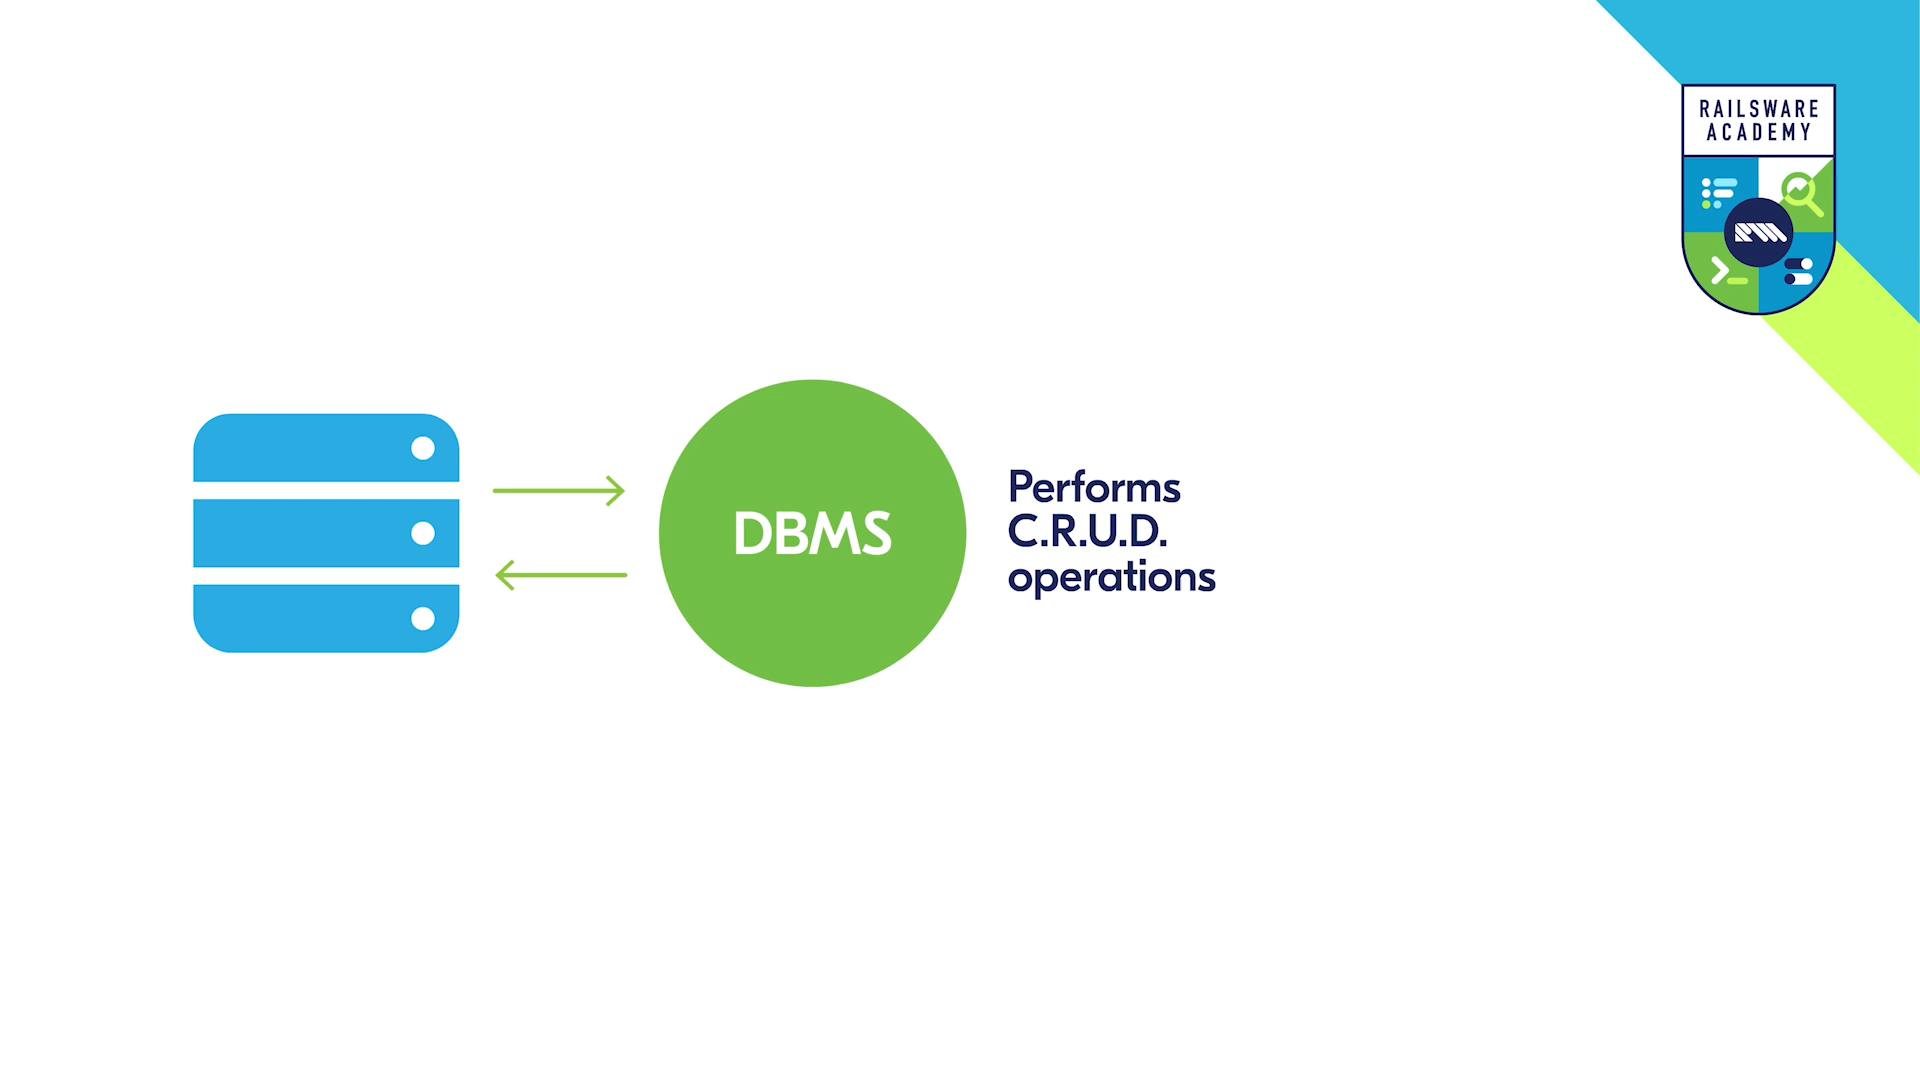 RAILSWARE
ACADEMY
DBMS
Performs
C.R.U.D.
operations